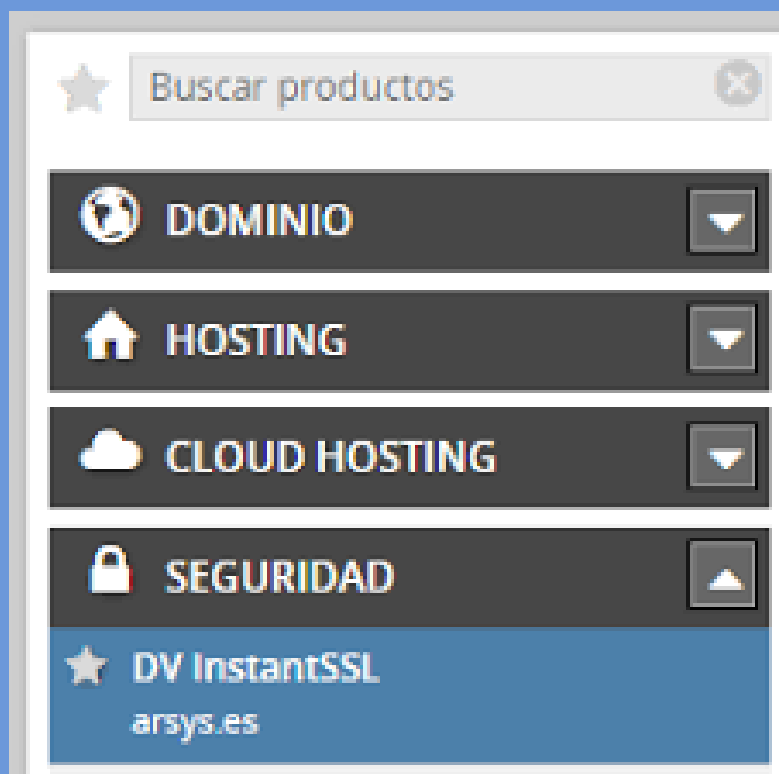 Buscar productos
DOMINIO
HOSTING
CLOUD HOSTING
SEGURIDAD
DV InstantSSL
arsys.es